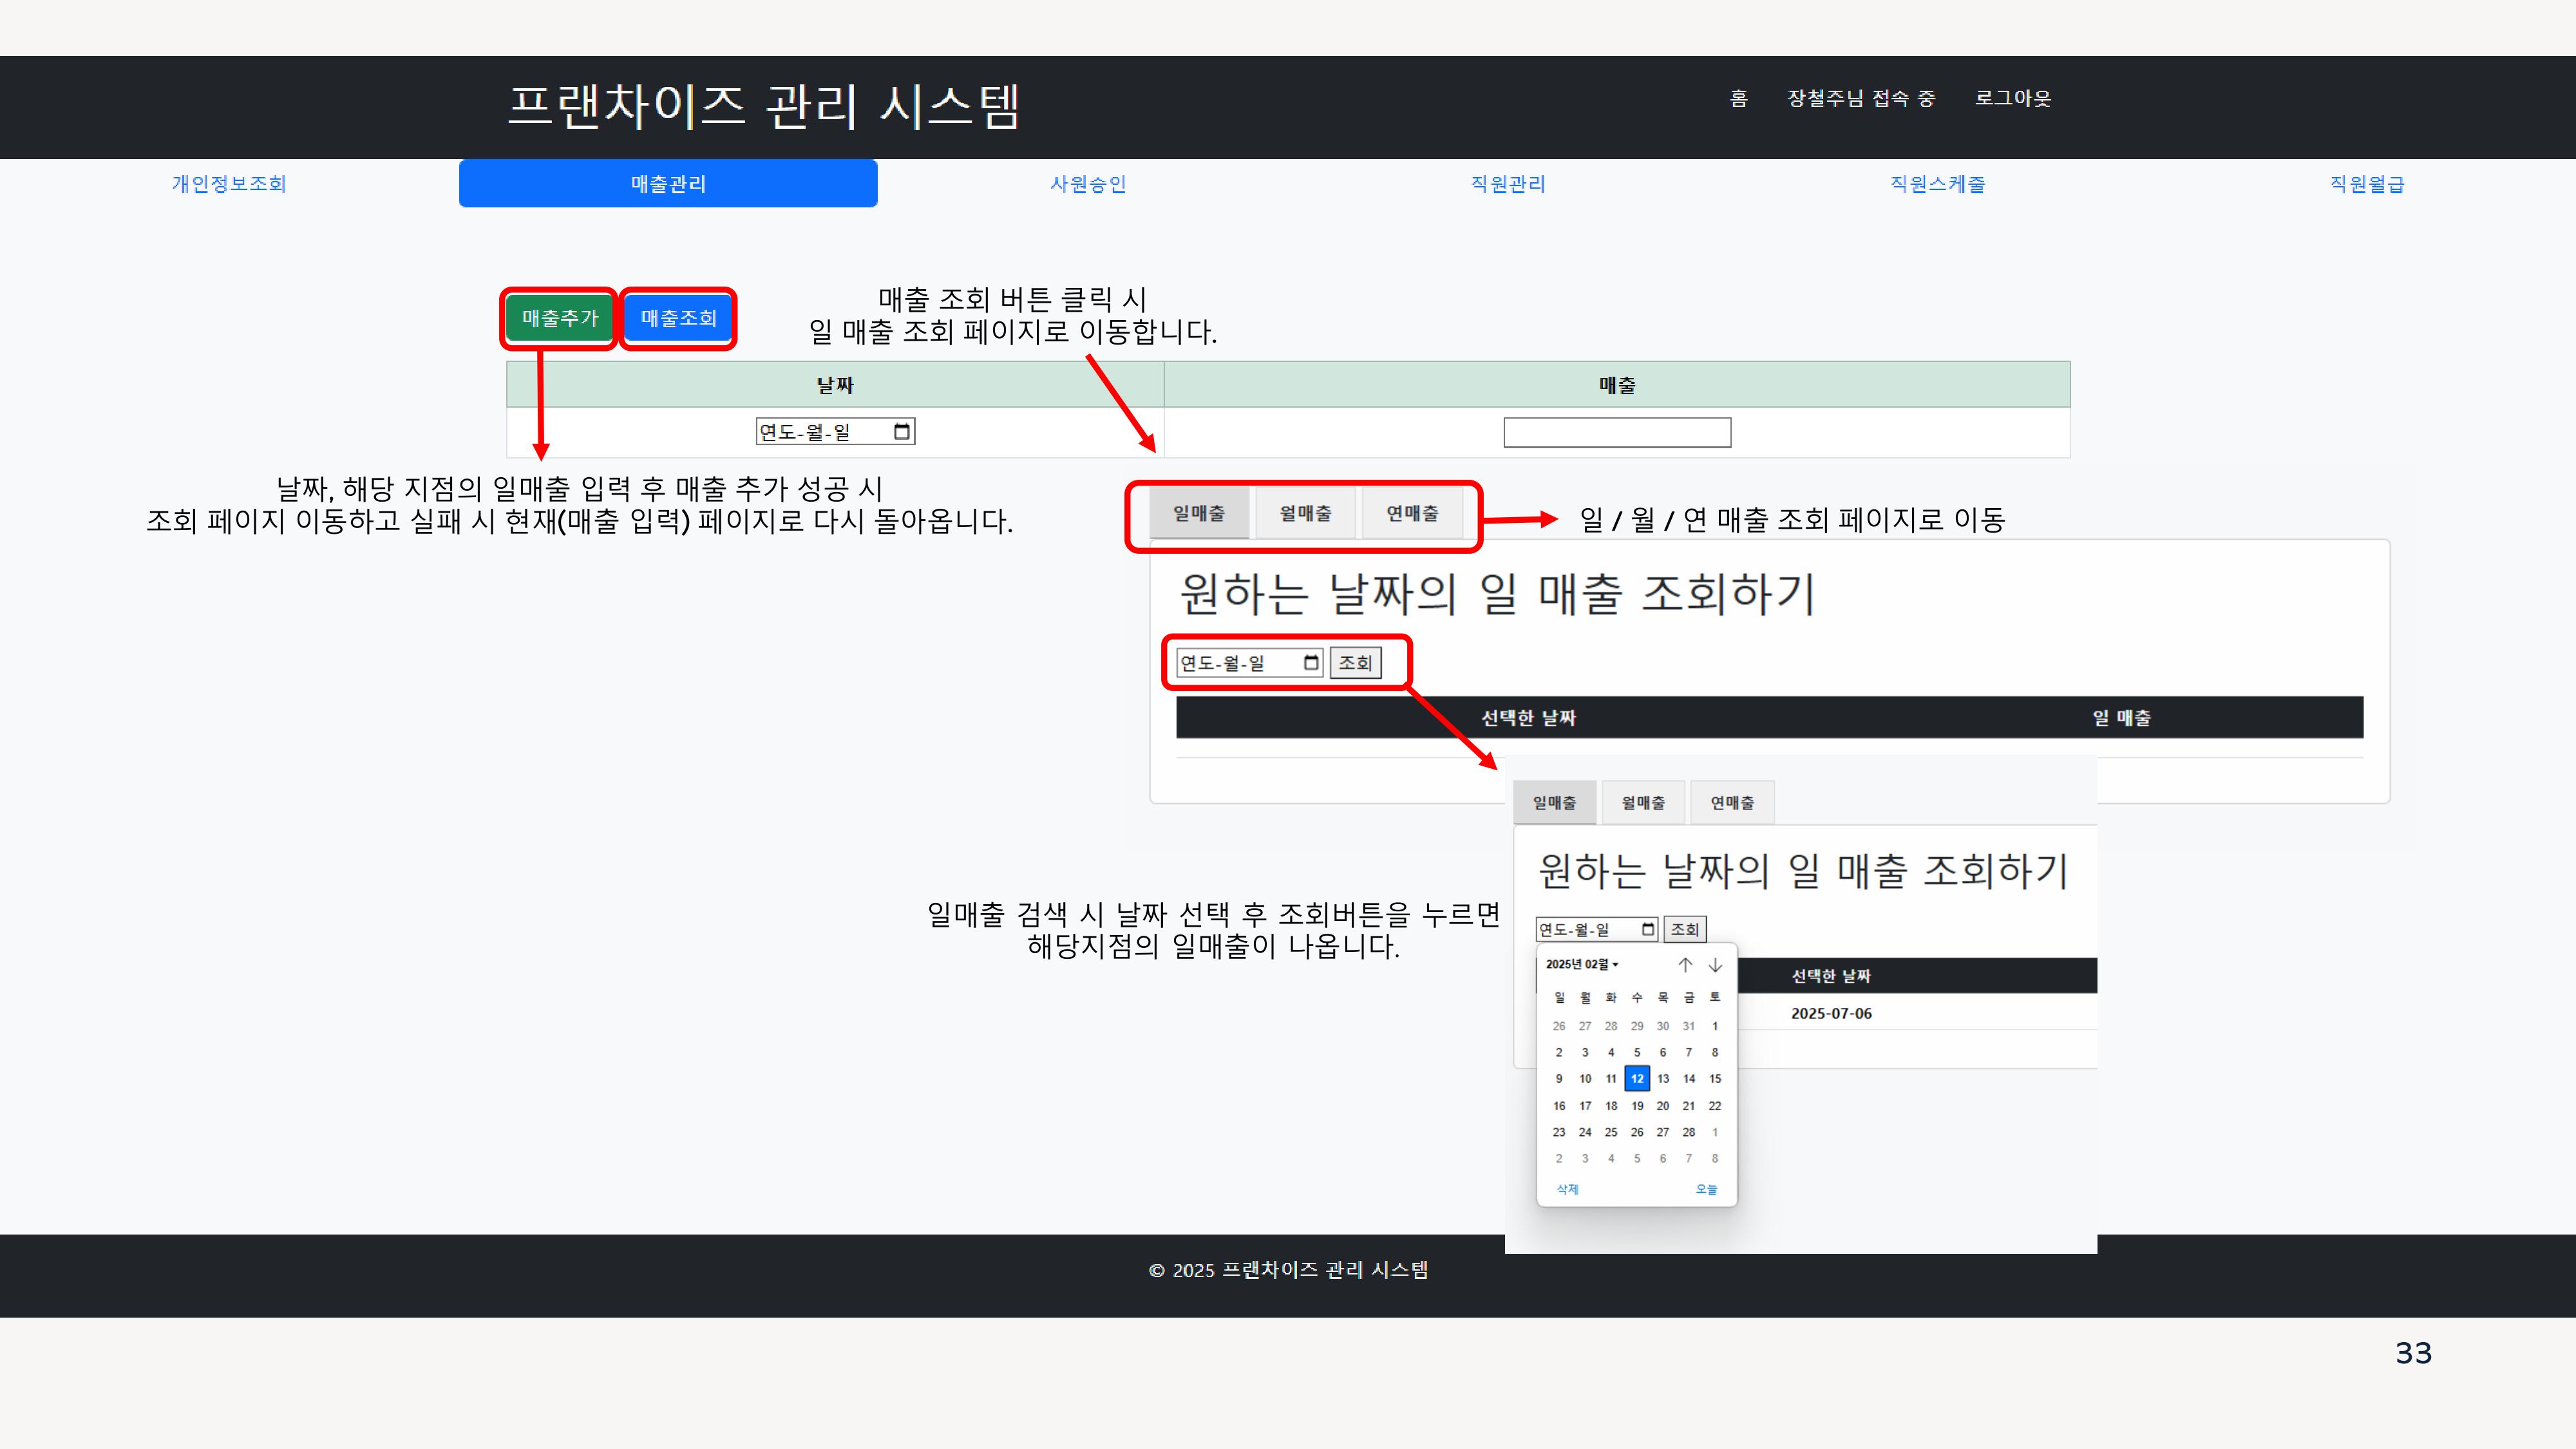 프랜차이즈 관리 시스템
홈 장철주님 접속 중 로그아웃
개인정보조회 매출관리 사원승인 직원관리 직원스케줄 직원월급
매출추가 매출조회
매출 조회 버튼 클릭 시
일 매출 조회 페이지로 이동합니다.
날짜 매출
연도-월-일
날짜, 해당 지점의 일매출 입력 후 매출 추가 성공 시
조회 페이지 이동하고 실패 시 현재(매출 입력) 페이지로 다시 돌아옵니다.
일매출 월매출 연매출
일 / 월 / 연 매출 조회 페이지로 이동
원하는 날짜의 일 매출 조회하기
연도-월-일 조회
선택한 날짜 일 매출
일매출 월매출 연매출
원하는 날짜의 일 매출 조회하기
일매출 검색 시 날짜 선택 후 조회버튼을 누르면
해당지점의 일매출이 나옵니다.
연도-월-일 조회
2025년 02월
선택한 날짜
2025-07-06
일 월 화 수 목 금 토
26 27 28 29 30 31 1
2 3 4 5 6 7 8
9 10 11 12 13 14 15
16 17 18 19 20 21 22
23 24 25 26 27 28 1
2 3 4 5 6 7 8
삭제 오늘
© 2025 프랜차이즈 관리 시스템
33